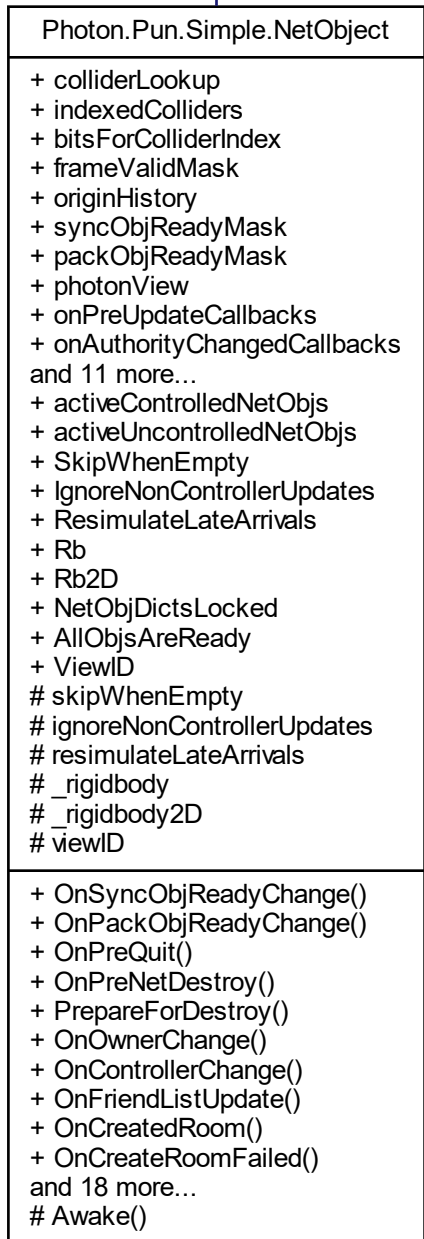 Photon.Pun.Simple.NetObject
+ colliderLookup
+ indexedColliders
+ bitsForColliderIndex
+ frameValidMask
+ originHistory
+ syncObjReadyMask
+ packObjReadyMask
+ photonView
+ onPreUpdateCallbacks
+ onAuthorityChangedCallbacks
and 11 more...
+ activeControlledNetObjs
+ activeUncontrolledNetObjs
+ SkipWhenEmpty
+ IgnoreNonControllerUpdates
+ ResimulateLateArrivals
+ Rb
+ Rb2D
+ NetObjDictsLocked
+ AllObjsAreReady
+ ViewID
# skipWhenEmpty
# ignoreNonControllerUpdates
# resimulateLateArrivals
# _rigidbody
# _rigidbody2D
# viewID
+ OnSyncObjReadyChange()
+ OnPackObjReadyChange()
+ OnPreQuit()
+ OnPreNetDestroy()
+ PrepareForDestroy()
+ OnOwnerChange()
+ OnControllerChange()
+ OnFriendListUpdate()
+ OnCreatedRoom()
+ OnCreateRoomFailed()
and 18 more...
# Awake()